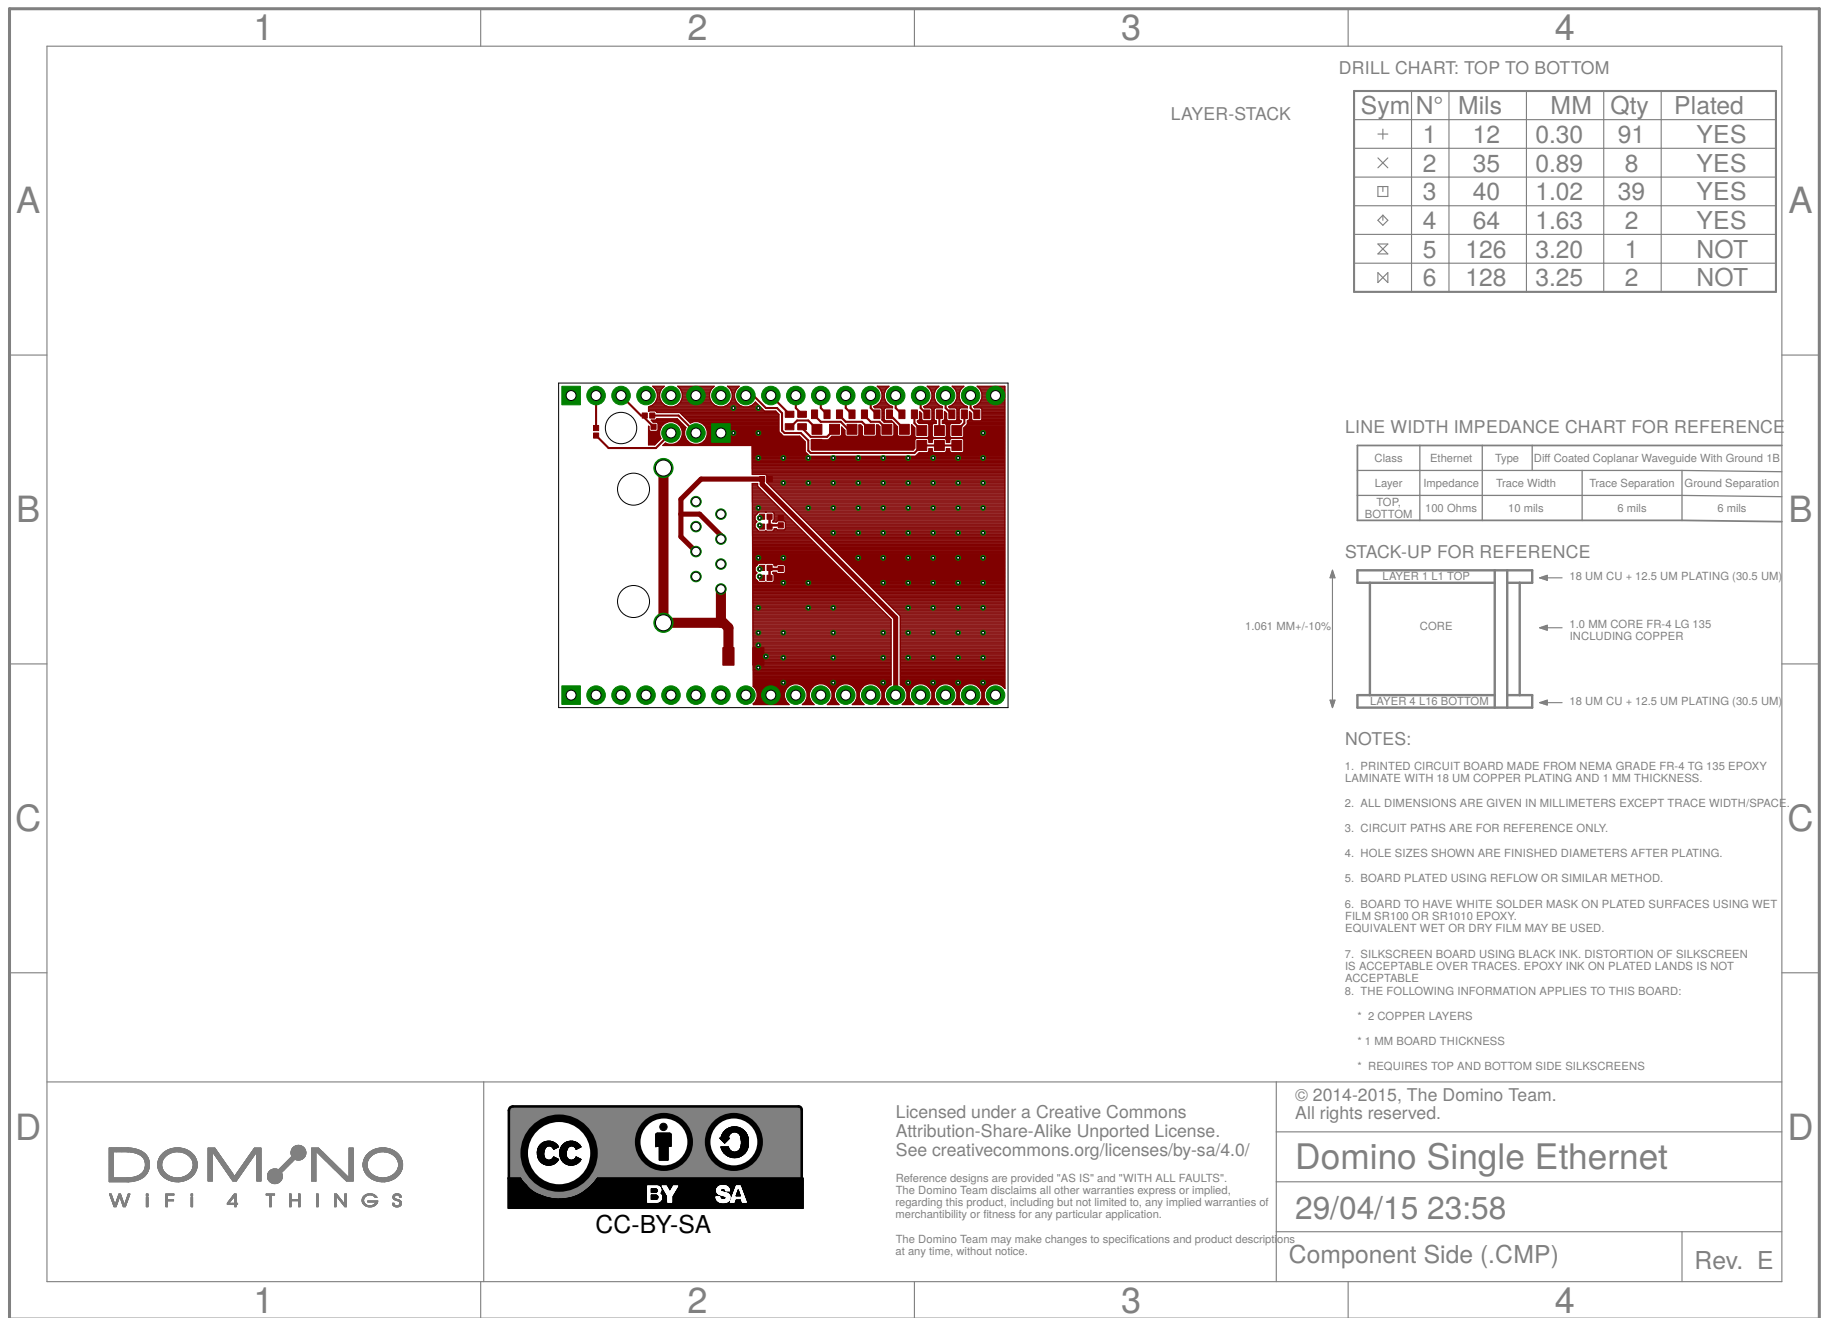 1 2 3 4
DRILL CHART: TOP TO BOTTOM
LAYER-STACK
Sym N° Mils MM Qty Plated
+ 1 12 0.30 91 YES
× 2 35 0.89 8 YES
3 40 1.02 39 YES
4 64 1.63 2 YES
5 126 3.20 1 NOT
6 128 3.25 2 NOT
A A
LINE WIDTH IMPEDANCE CHART FOR REFERENCE
Class Ethernet Type Diff Coated Coplanar Waveguide With Ground 1B
Layer Impedance Trace Width Trace Separation Ground Separation
TOP,
BOTTOM 100 Ohms 10 mils 6 mils 6 mils
B B
STACK-UP FOR REFERENCE
LAYER 1 L1 TOP
18 UM CU + 12.5 UM PLATING (30.5 UM)
1.061 MM+/-10%
CORE
1.0 MM CORE FR-4 LG 135
INCLUDING COPPER
LAYER 4 L16 BOTTOM
18 UM CU + 12.5 UM PLATING (30.5 UM)
NOTES:
1. PRINTED CIRCUIT BOARD MADE FROM NEMA GRADE FR-4 TG 135 EPOXY
LAMINATE WITH 18 UM COPPER PLATING AND 1 MM THICKNESS.
2. ALL DIMENSIONS ARE GIVEN IN MILLIMETERS EXCEPT TRACE WIDTH/SPACE.
C C
3. CIRCUIT PATHS ARE FOR REFERENCE ONLY.
4. HOLE SIZES SHOWN ARE FINISHED DIAMETERS AFTER PLATING.
5. BOARD PLATED USING REFLOW OR SIMILAR METHOD.
6. BOARD TO HAVE WHITE SOLDER MASK ON PLATED SURFACES USING WET
FILM SR100 OR SR1010 EPOXY.
EQUIVALENT WET OR DRY FILM MAY BE USED.
7. SILKSCREEN BOARD USING BLACK INK. DISTORTION OF SILKSCREEN
IS ACCEPTABLE OVER TRACES. EPOXY INK ON PLATED LANDS IS NOT
ACCEPTABLE
8. THE FOLLOWING INFORMATION APPLIES TO THIS BOARD:
* 2 COPPER LAYERS
* 1 MM BOARD THICKNESS
* REQUIRES TOP AND BOTTOM SIDE SILKSCREENS
D D
DOMINO
WIFI 4 THINGS
cc
BY SA
CC-BY-SA
Licensed under a Creative Commons
Attribution-Share-Alike Unported License.
See creativecommons.org/licenses/by-sa/4.0/
Reference designs are provided "AS IS" and "WITH ALL FAULTS".
The Domino Team disclaims all other warranties express or implied,
regarding this product, including but not limited to, any implied warranties of
merchantibility or fitness for any particular application.
The Domino Team may make changes to specifications and product descriptions
at any time, without notice.
© 2014-2015, The Domino Team.
All rights reserved.
Domino Single Ethernet
29/04/15 23:58
Component Side (.CMP)
Rev. E
1 2 3 4